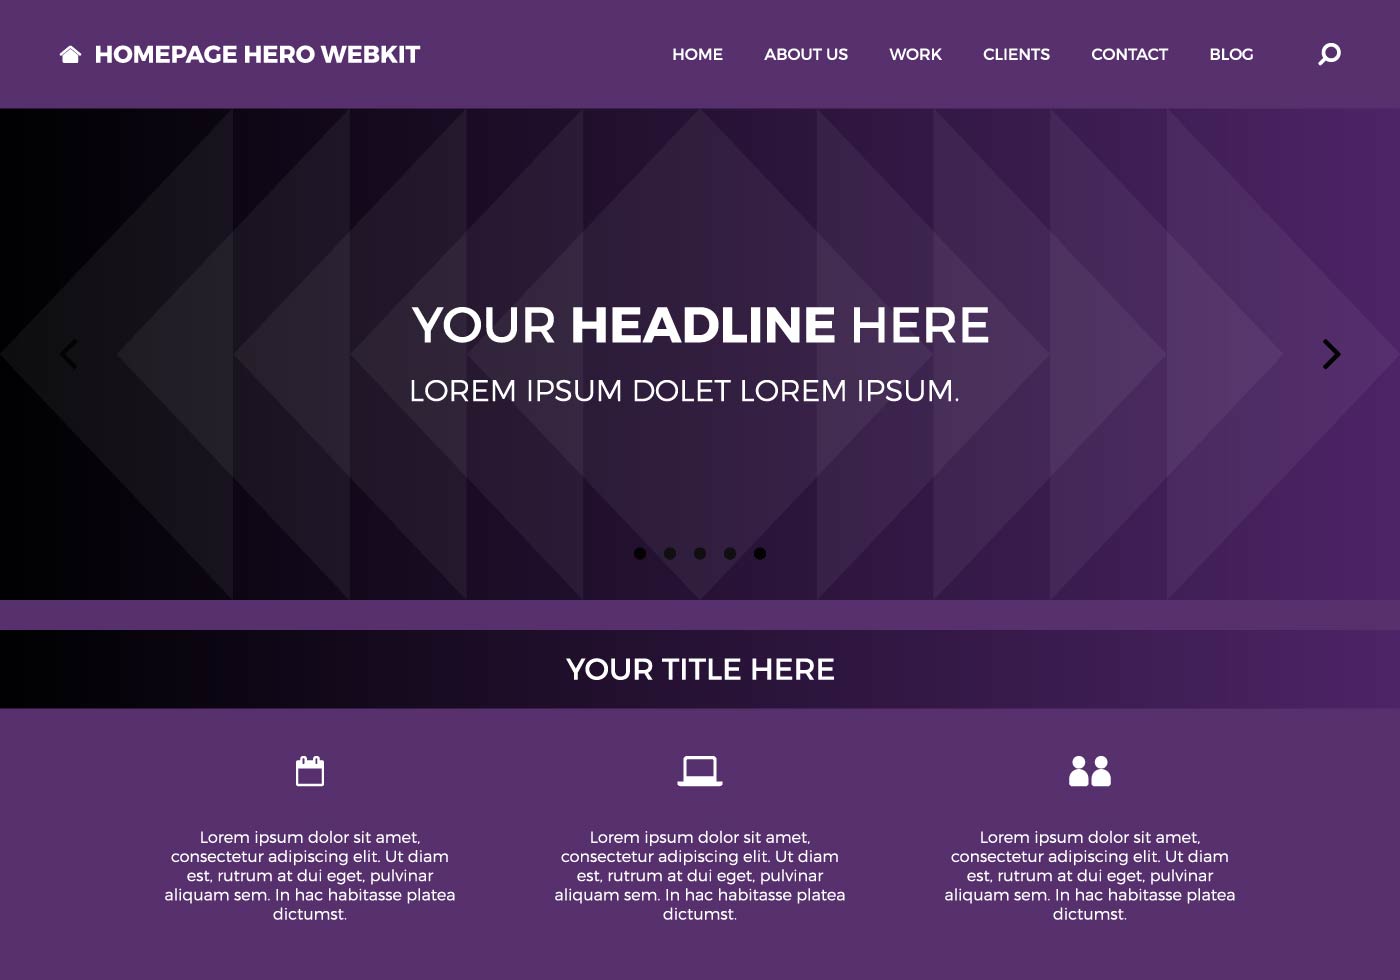 HOMEPAGE HERO WEBKIT
HOME ABOUT US WORK CLIENTS CONTACT BLOG
YOUR HEADLINE HERE
LOREM IPSUM DOLET LOREM IPSUM.
YOUR TITLE HERE
Lorem ipsum dolor sit amet,
consectetur adipiscing elit. Ut diam
est, rutrum at dui eget, pulvinar
aliquam sem. In hac habitasse platea
dictumst.
Lorem ipsum dolor sit amet,
consectetur adipiscing elit. Ut diam
est, rutrum at dui eget, pulvinar
aliquam sem. In hac habitasse platea
dictumst.
Lorem ipsum dolor sit amet,
consectetur adipiscing elit. Ut diam
est, rutrum at dui eget, pulvinar
aliquam sem. In hac habitasse platea
dictumst.